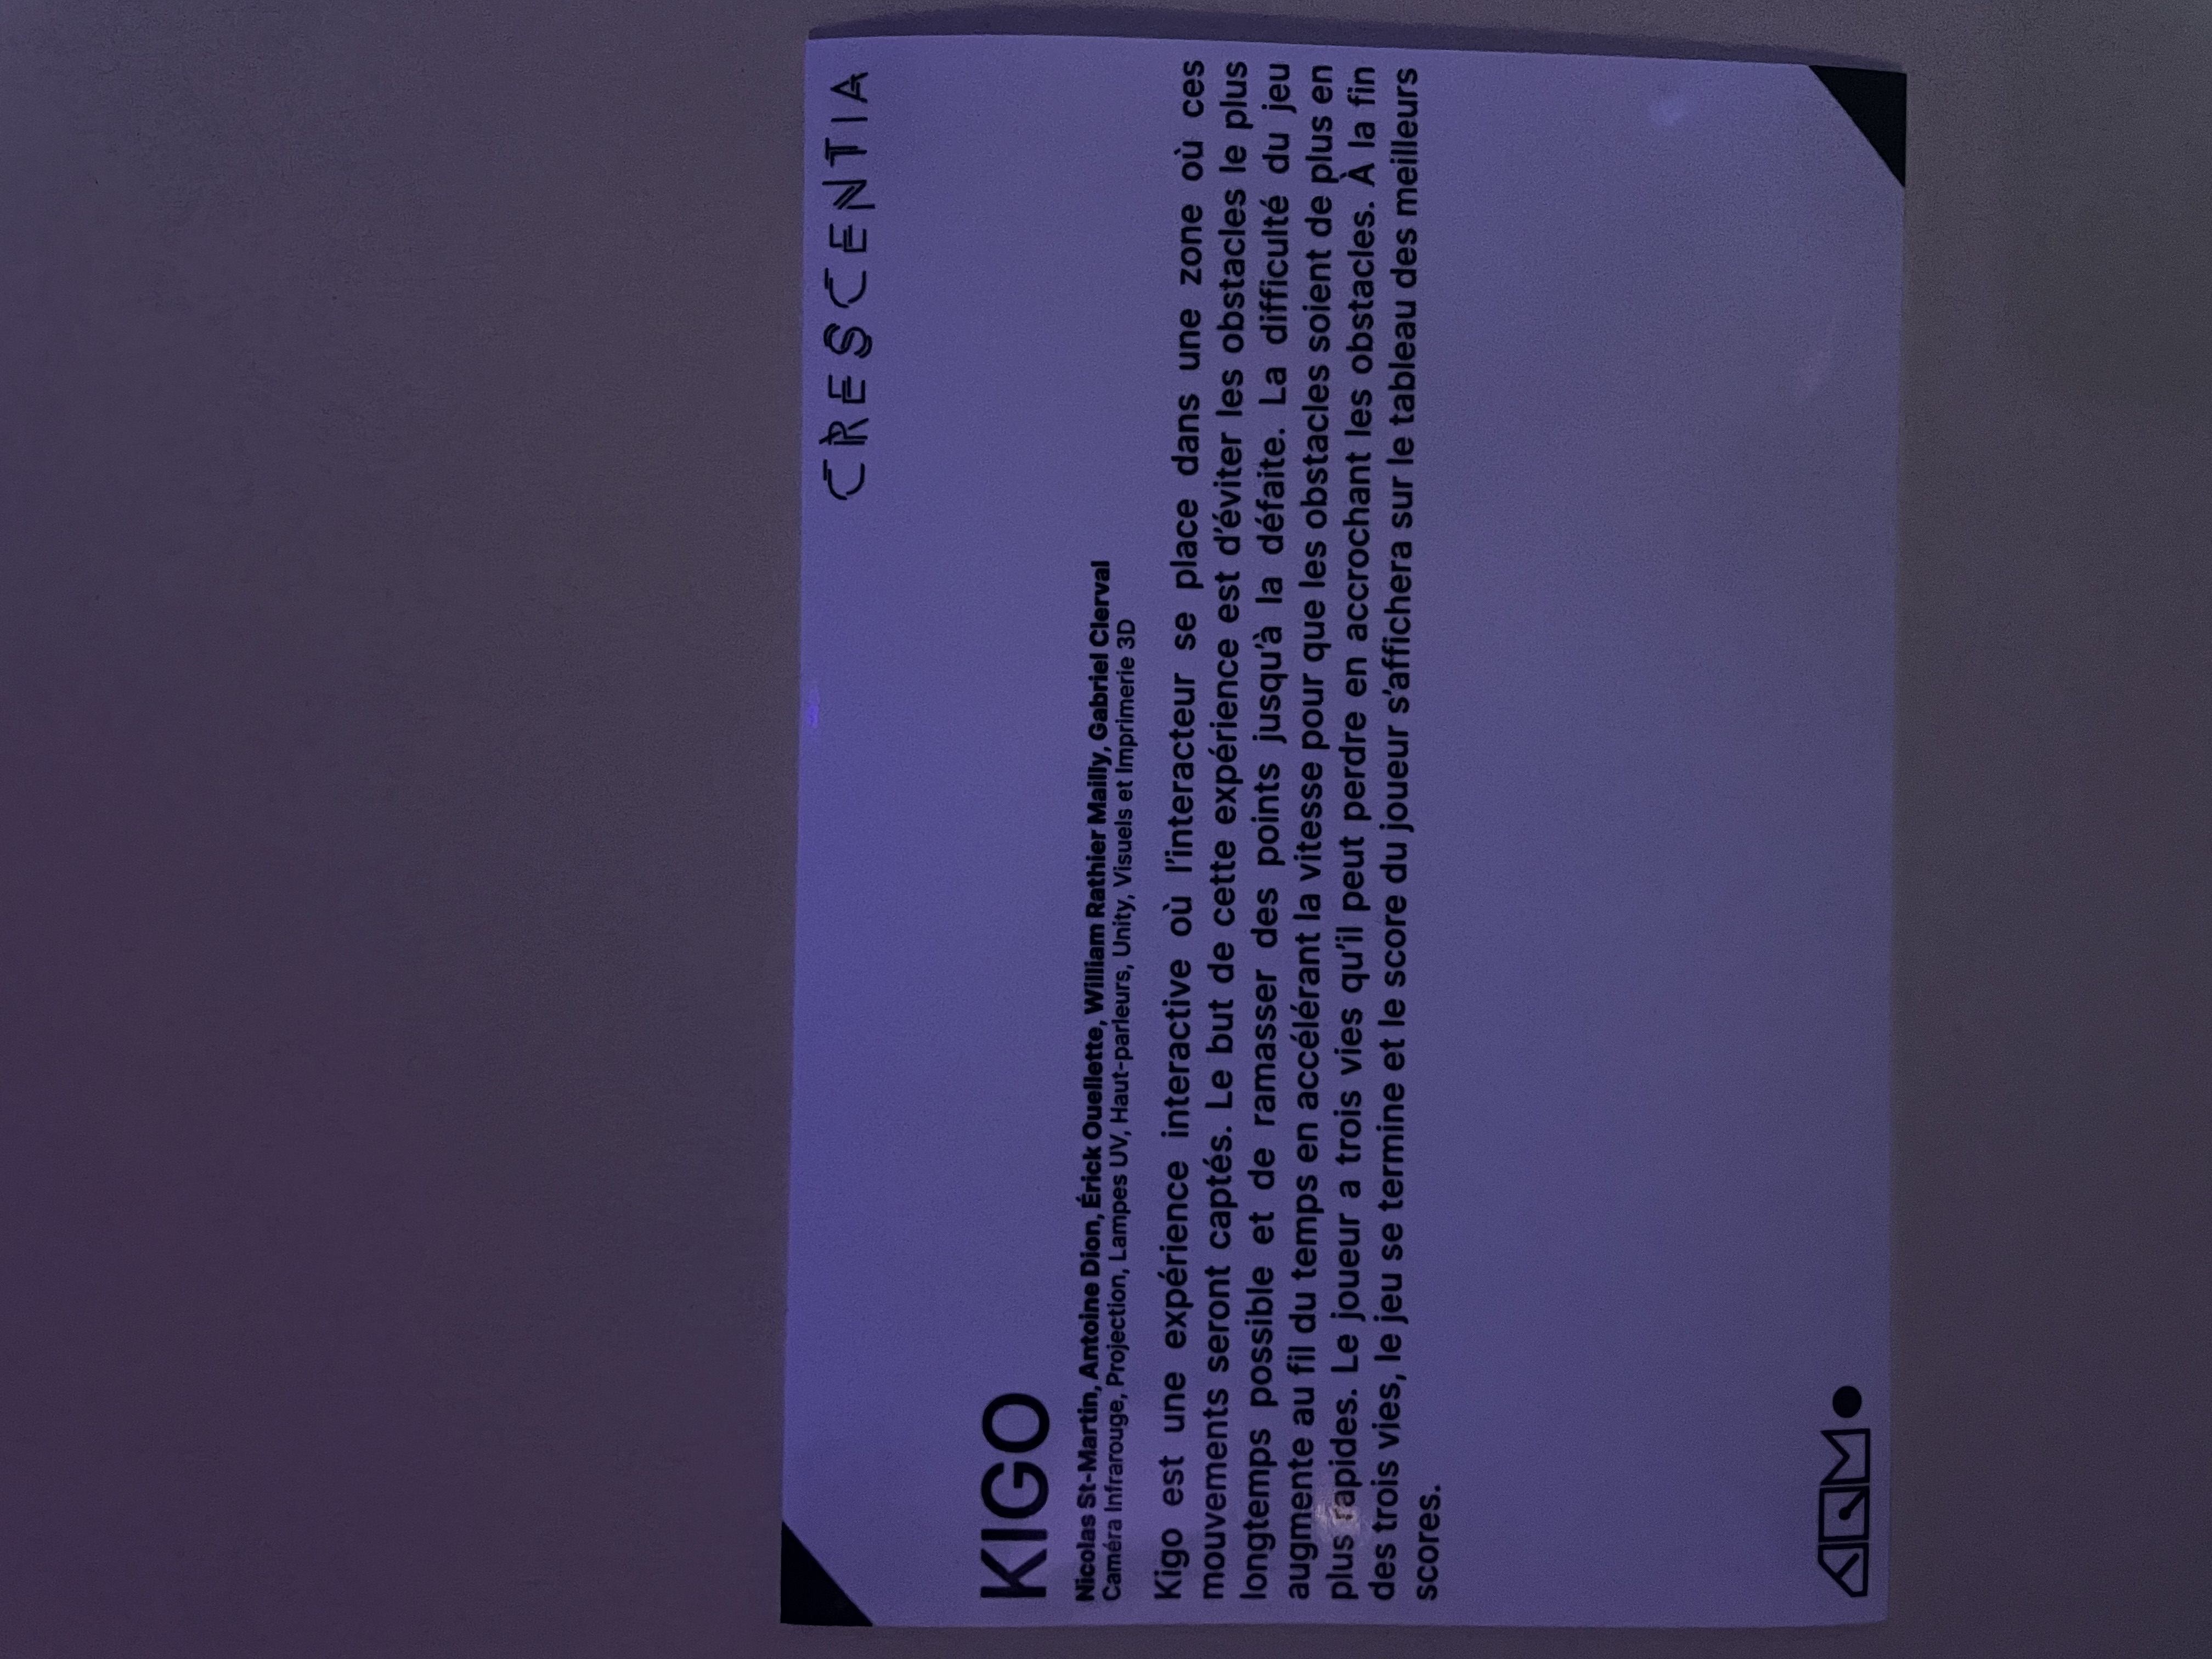 CRESCENTIA
KIGO
Nicolas St-Martin, Antoine Dion, Érick Ouellette, William Rathier Mailly, Gabriel Clerval
Caméra Infrarouge, Projection, Lampes UV, Haut-parleurs, Unity, Visuels et Imprimerie 3D
Kigo est une expérience interactive où l'interacteur se place dans une zone où ces
mouvements seront captés. Le but de cette expérience est d'éviter les obstacles le plus
longtemps possible et de ramasser des points jusqu'à la défaite. La difficulté du jeu
augmente au fil du temps en accélérant la vitesse pour que les obstacles soient de plus en
plus rapides. Le joueur a trois vies qu'il peut perdre en accrochant les obstacles. À la fin
des trois vies, le jeu se termine et le score du joueur s'affichera sur le tableau des meilleurs
scores.